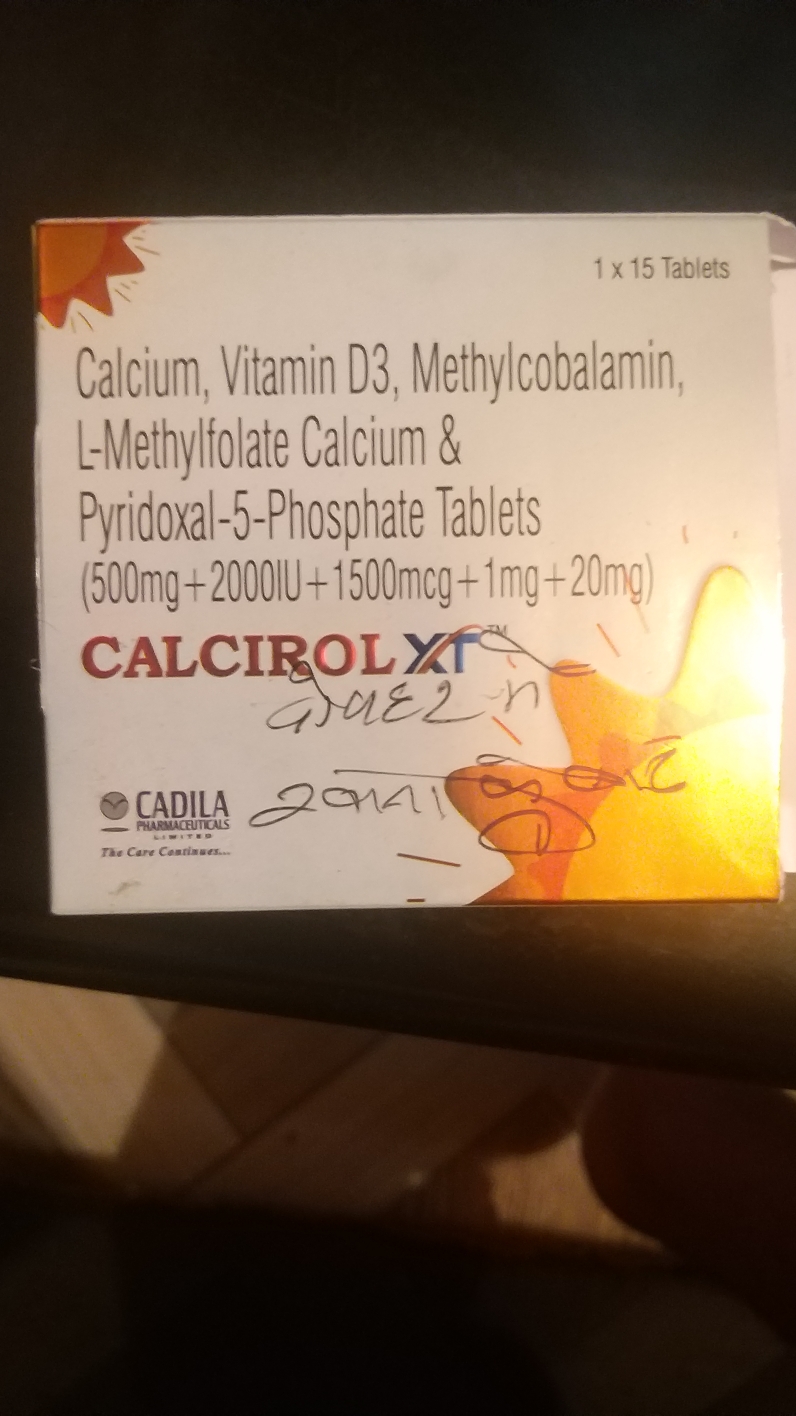 1 x 15 Tablets
Calcium, Vitamin D3, Methylcobalamin,
L-Methylfolate Calcium &
Pyridoxal-5-Phosphate Tablets
(500mg+2000IU+1500mcg+1mg+20mg)
CALCIROL XT™
CADILA
PHARMACEUTICALS
LIMITED
The Care Continues...